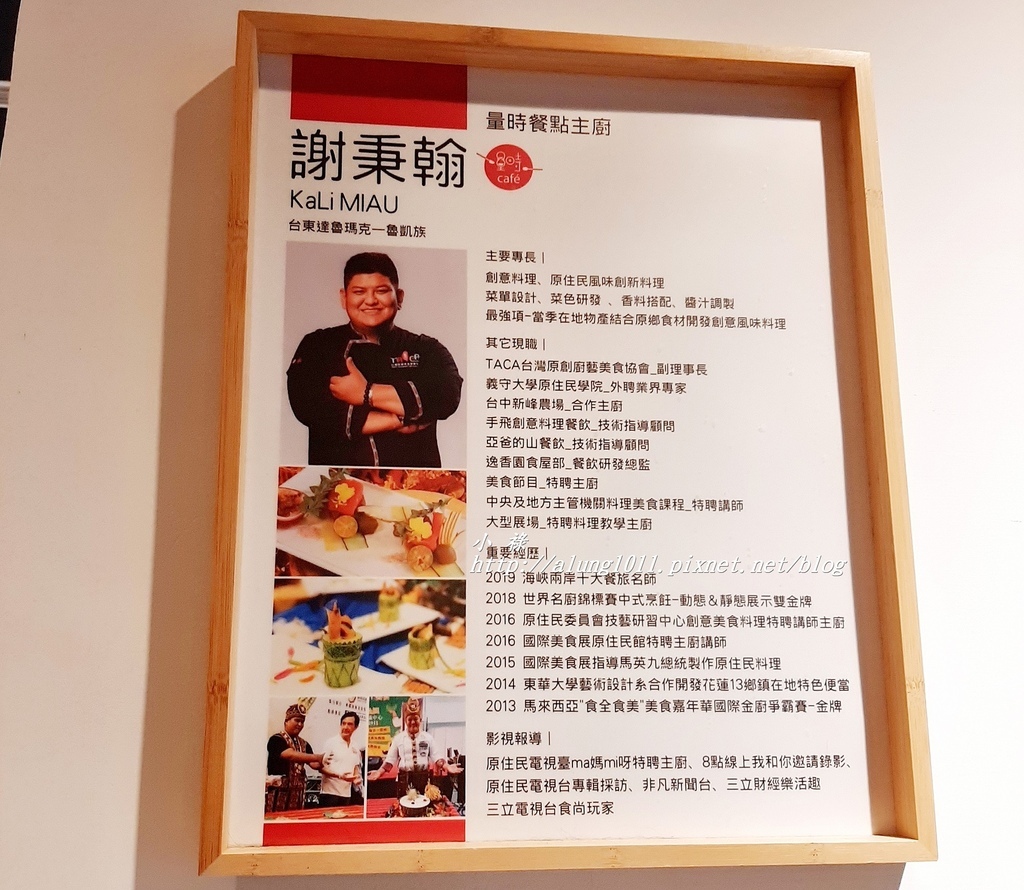 量時餐點主廚
謝秉翰
量時
café
KaLi MIAU
台東達魯瑪克一魯凱族
主要專長|
創意料理、原住民風味創新料理
菜單設計、菜色研發 、香料搭配、醬汁調製
最強項-當季在地物產結合原鄉食材開發創意風味料理
其它現職|
TACA台灣原創廚藝美食協會_副理事長
義守大學原住民學院_外聘業界專家
台中新峰農場_合作主廚
手飛創意料理餐飲_技術指導顧問
亞爸的山餐飲_技術指導顧問
逸香園食屋部_餐飲研發總監
美食節目_特聘主廚
中央及地方主管機關料理美食課程_特聘講師
大型展場_特聘料理教學主廚
小 祿
重要經歷|
http://alung1011.pixnet.net/blog
2019 海峽兩岸十大餐旅名師
2018 世界名廚錦標賽中式烹飪-動態&靜態展示雙金牌
2016 原住民委員會技藝研習中心創意美食料理特聘講師主廚
2016 國際美食展原住民館特聘主廚講師
2015 國際美食展指導馬英九總統製作原住民料理
2014 東華大學藝術設計系合作開發花蓮13鄉鎮在地特色便當
2013 馬來西亞"食全食美"美食嘉年華國際金廚爭霸賽-金牌
影視報導|
原住民電視臺ma媽mi呀特聘主廚、8點線上我和你邀請錄影、
原住民電視台專輯採訪、非凡新聞台、三立財經樂活趣
三立電視台食尚玩家